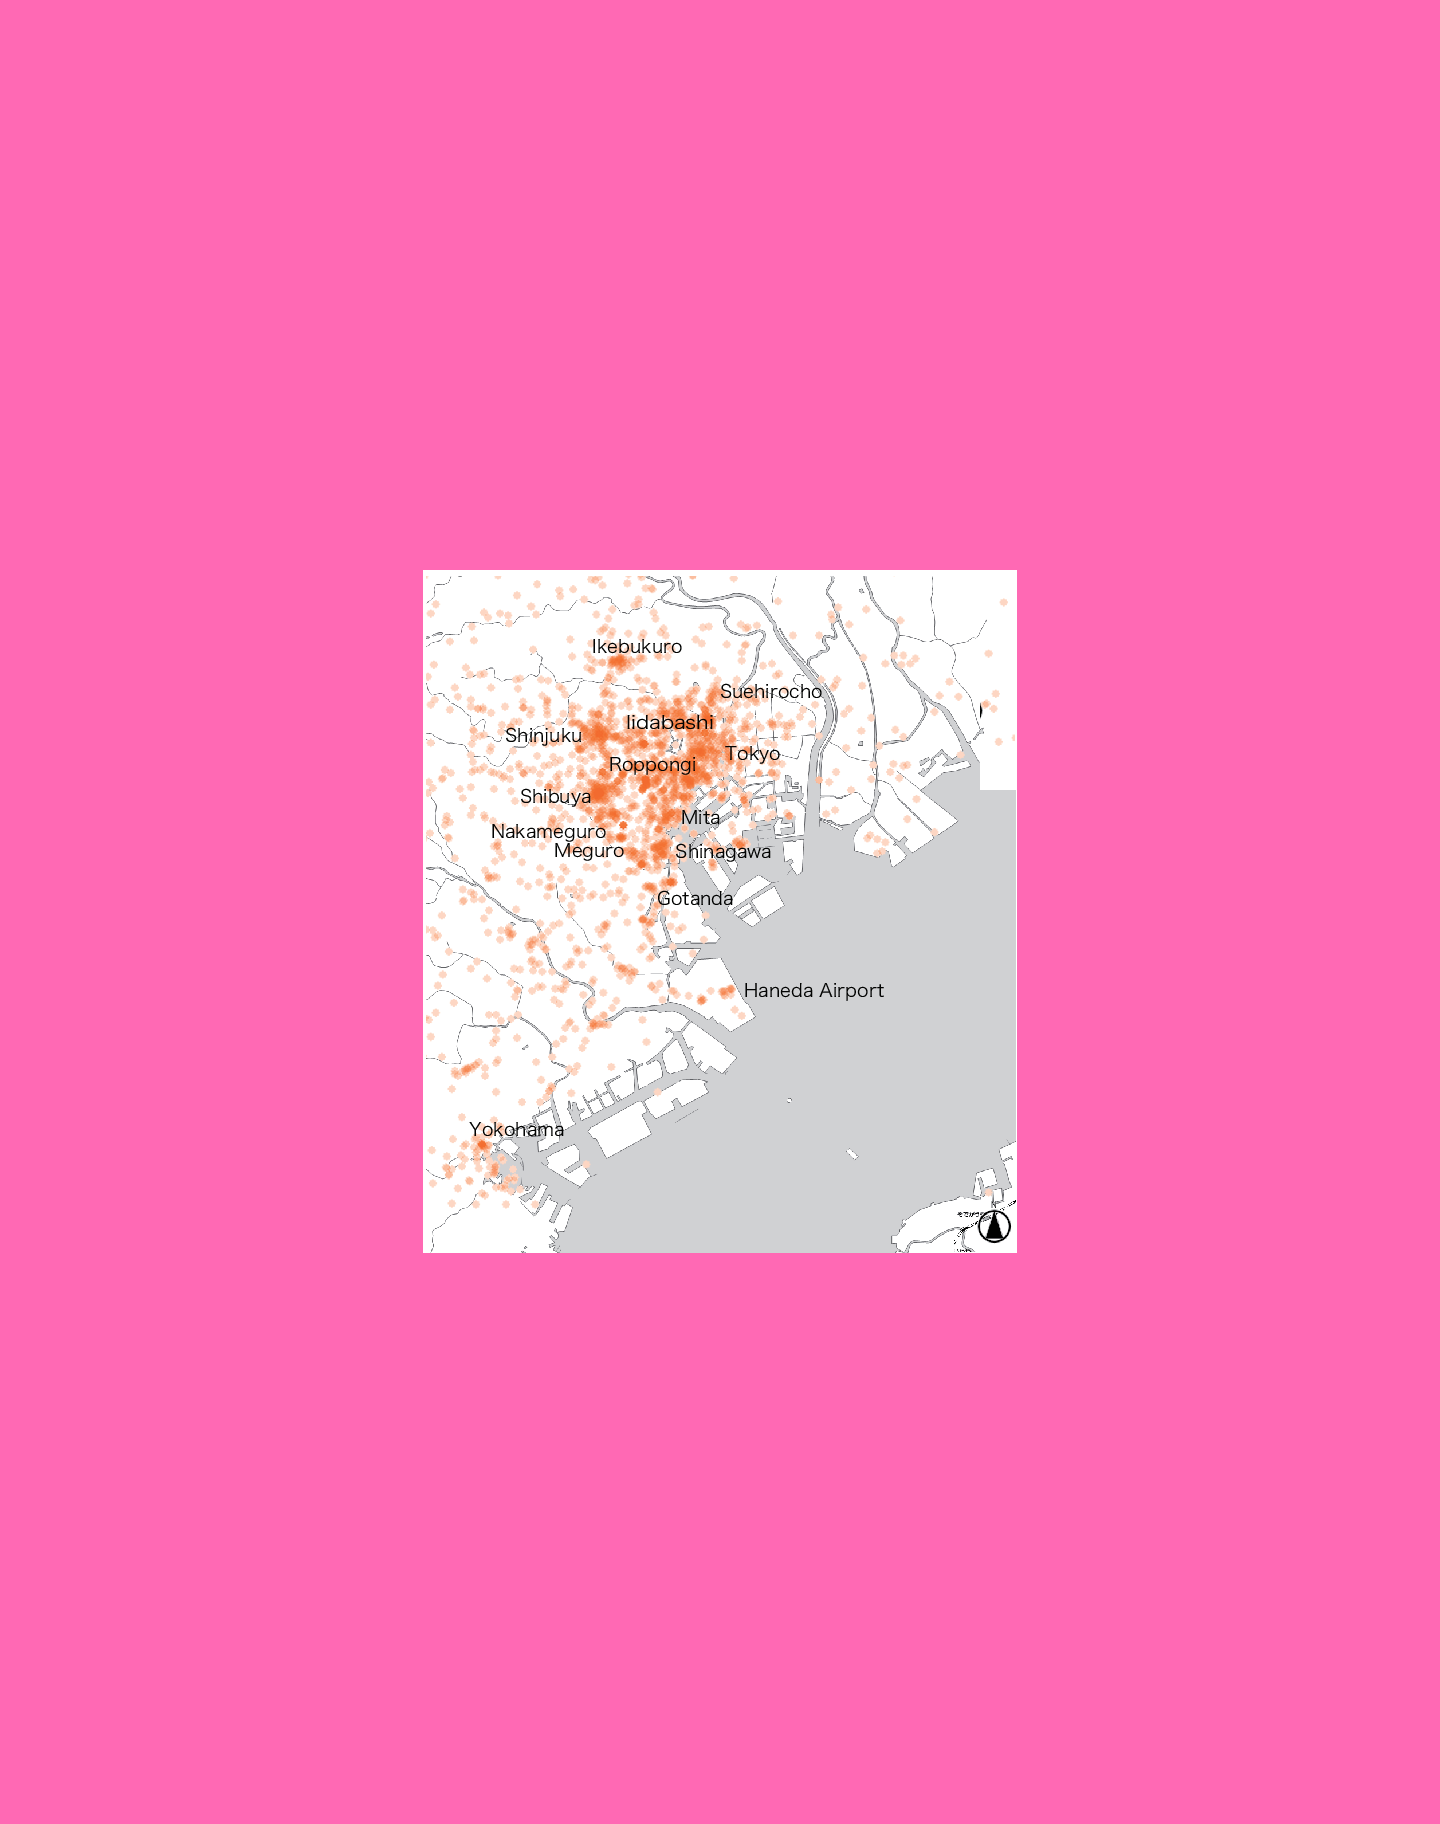 Ikebukuro
Suehirocho
Iidabashi
Shinjuku
Tokyo
Roppongi
Shibuya
Mita
Nakameguro
Meguro
Shinagawa
Gotanda
Haneda Airport
Yokohama